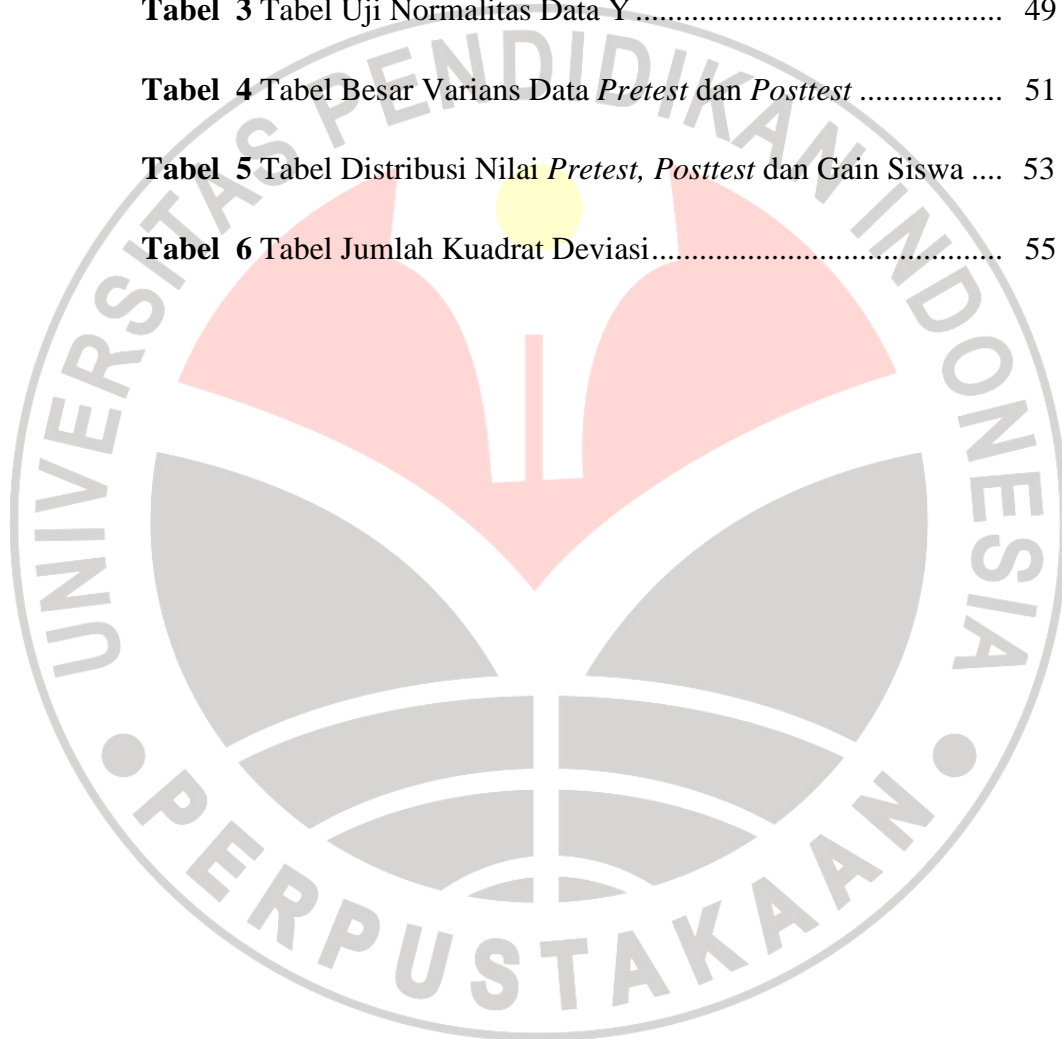 Tabel 3 Tabel Uji Normalitas Data Y ............................................. 49
Tabel 4 Tabel Besar Varians Data Pretest dan Posttest .................. 51
Tabel 5 Tabel Distribusi Nilai Pretest, Posttest dan Gain Siswa .... 53
Tabel 6 Tabel Jumlah Kuadrat Deviasi........................................... 55
UNIVERSITAS PENDIDIKAN INDONESIA
PERPUSTAKAAN